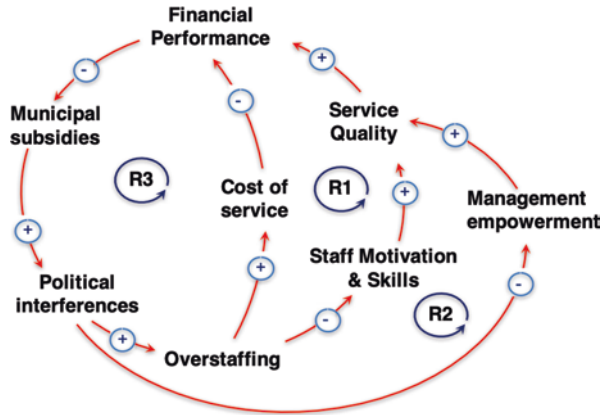 Financial
Performance
+
-
Municipal
subsidies
Service
Quality
-
+
R3
R1
Cost of
service
+
Management
empowerment
+
Staff Motivation
& Skills
+
Political
interferences
-
R2
-
+
Overstaffing